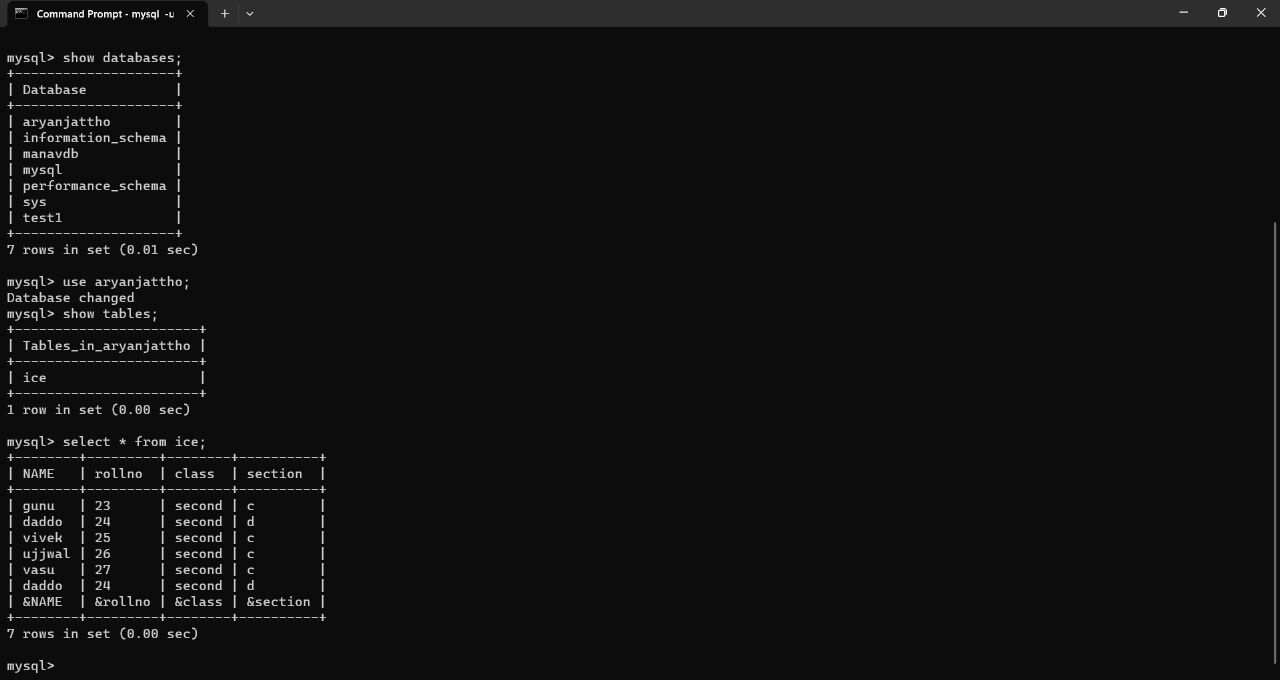 Command Prompt - mysql -u
mysql> show databases;
+--------------------+
| Database           |
+--------------------+
| aryanjattho        |
| information_schema |
| manavdb            |
| mysql              |
| performance_schema |
| sys                |
| test1              |
+--------------------+
7 rows in set (0.01 sec)
mysql> use aryanjattho;
Database changed
mysql> show tables;
+-----------------------+
| Tables_in_aryanjattho |
+-----------------------+
| ice                   |
+-----------------------+
1 row in set (0.00 sec)
mysql> select * from ice;
+--------+---------+--------+----------+
| NAME   | rollno  | class  | section  |
+--------+---------+--------+----------+
| gunu   | 23      | second | c        |
| daddo  | 24      | second | d        |
| vivek  | 25      | second | c        |
| ujjwal | 26      | second | c        |
| vasu   | 27      | second | c        |
| daddo  | 24      | second | d        |
| &NAME  | &rollno | &class | &section |
+--------+---------+--------+----------+
7 rows in set (0.00 sec)
mysql>